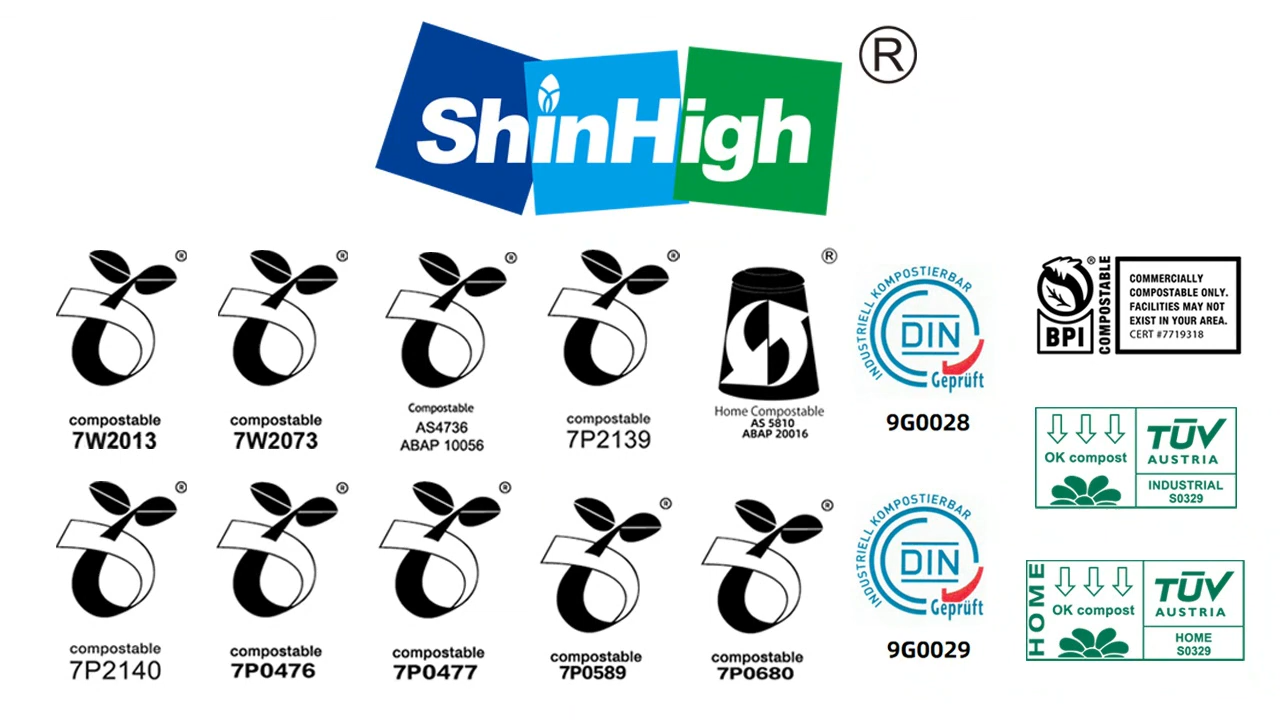 ShinHigh ®
®
compostable
7W2013
®
compostable
7W2073
®
Compostable
AS4736
ABAP 10056
®
compostable
7P2139
®
Home Compostable
AS 5810
ABAP 20016
INDUSTRIELL KOMPOSTIERBAR
DIN
Geprüft
9G0028
®
BPI
COMPOSTABLE
COMMERCIALLY
COMPOSTABLE ONLY.
FACILITIES MAY NOT
EXIST IN YOUR AREA.
CERT #7719318
OK compost
TÜV
AUSTRIA
INDUSTRIAL
S0329
®
compostable
7P2140
®
compostable
7P0476
®
compostable
7P0477
®
compostable
7P0589
®
compostable
7P0680
INDUSTRIELL KOMPOSTIERBAR
DIN
Geprüft
9G0029
HOME
OK compost
TÜV
AUSTRIA
HOME
S0329